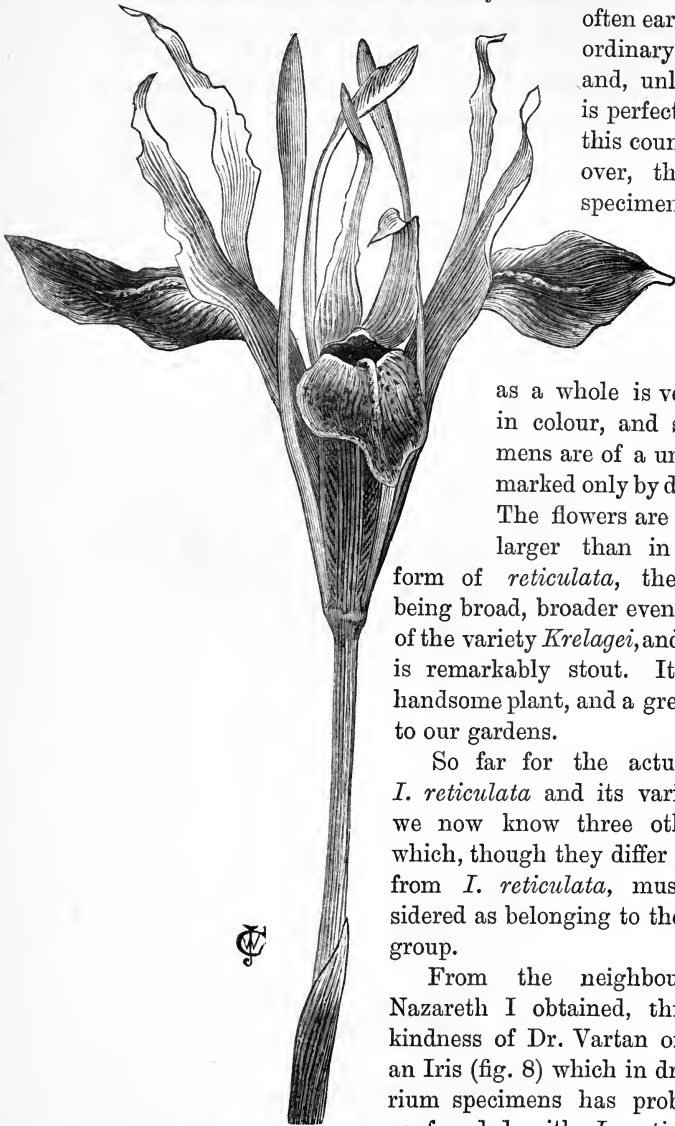 often ear
ordinary
and, unl
is perfect
this coun
over, th
specimen
as a whole is ve
in colour, and s
mens are of a un
marked only by d
The flowers are
larger than in
form of reticulata, the
being broad, broader even
of the variety Krelagei, and
is remarkably stout. It
handsome plant, and a gre
to our gardens.
So far for the actu
I. reticulata and its vari
we now know three oth
which, though they differ
from I. reticulata, mus
sidered as belonging to the
group.
From the neighbou
Nazareth I obtained, thr
kindness of Dr. Vartan o
an Iris (fig. 8) which in dr
rium specimens has prob